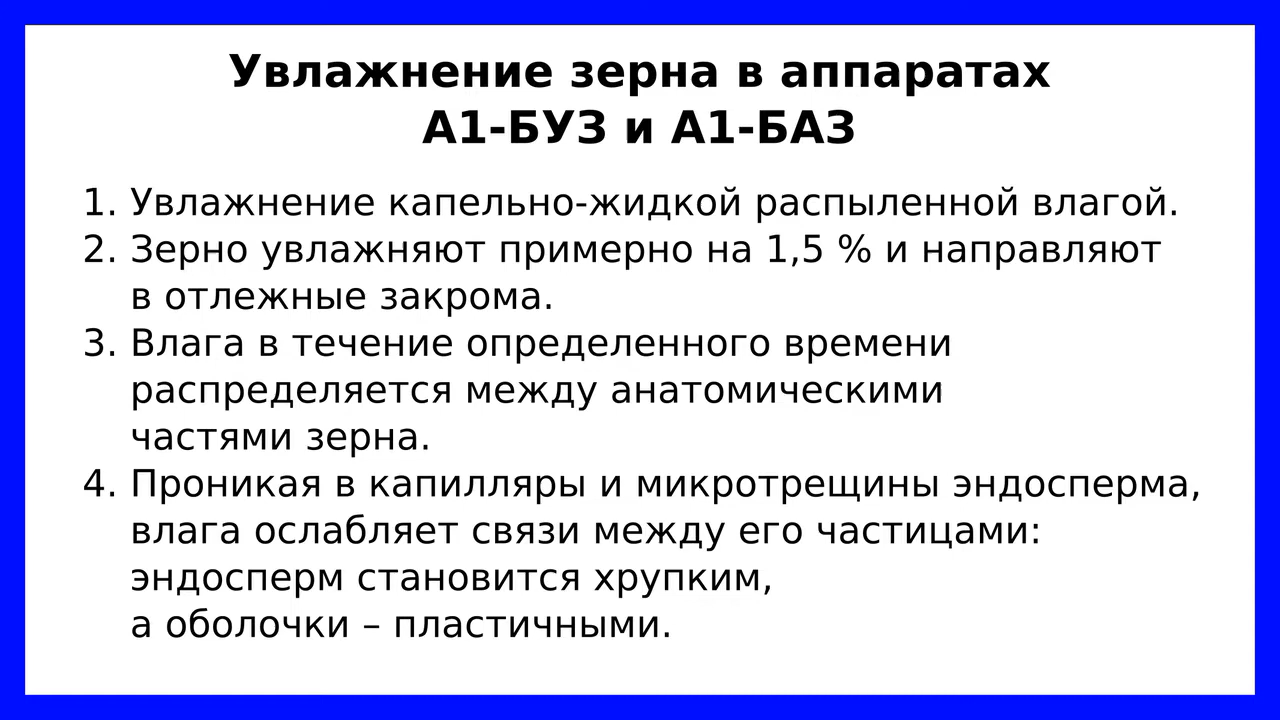 Увлажнение зерна в аппаратах
А1-БУЗ и А1-БАЗ
1. Увлажнение капельно-жидкой распыленной влагой.
2. Зерно увлажняют примерно на 1,5 % и направляют
в отлежные закрома.
3. Влага в течение определенного времени
распределяется между анатомическими
частями зерна.
4. Проникая в капилляры и микротрещины эндосперма,
влага ослабляет связи между его частицами:
эндосперм становится хрупким,
а оболочки – пластичными.